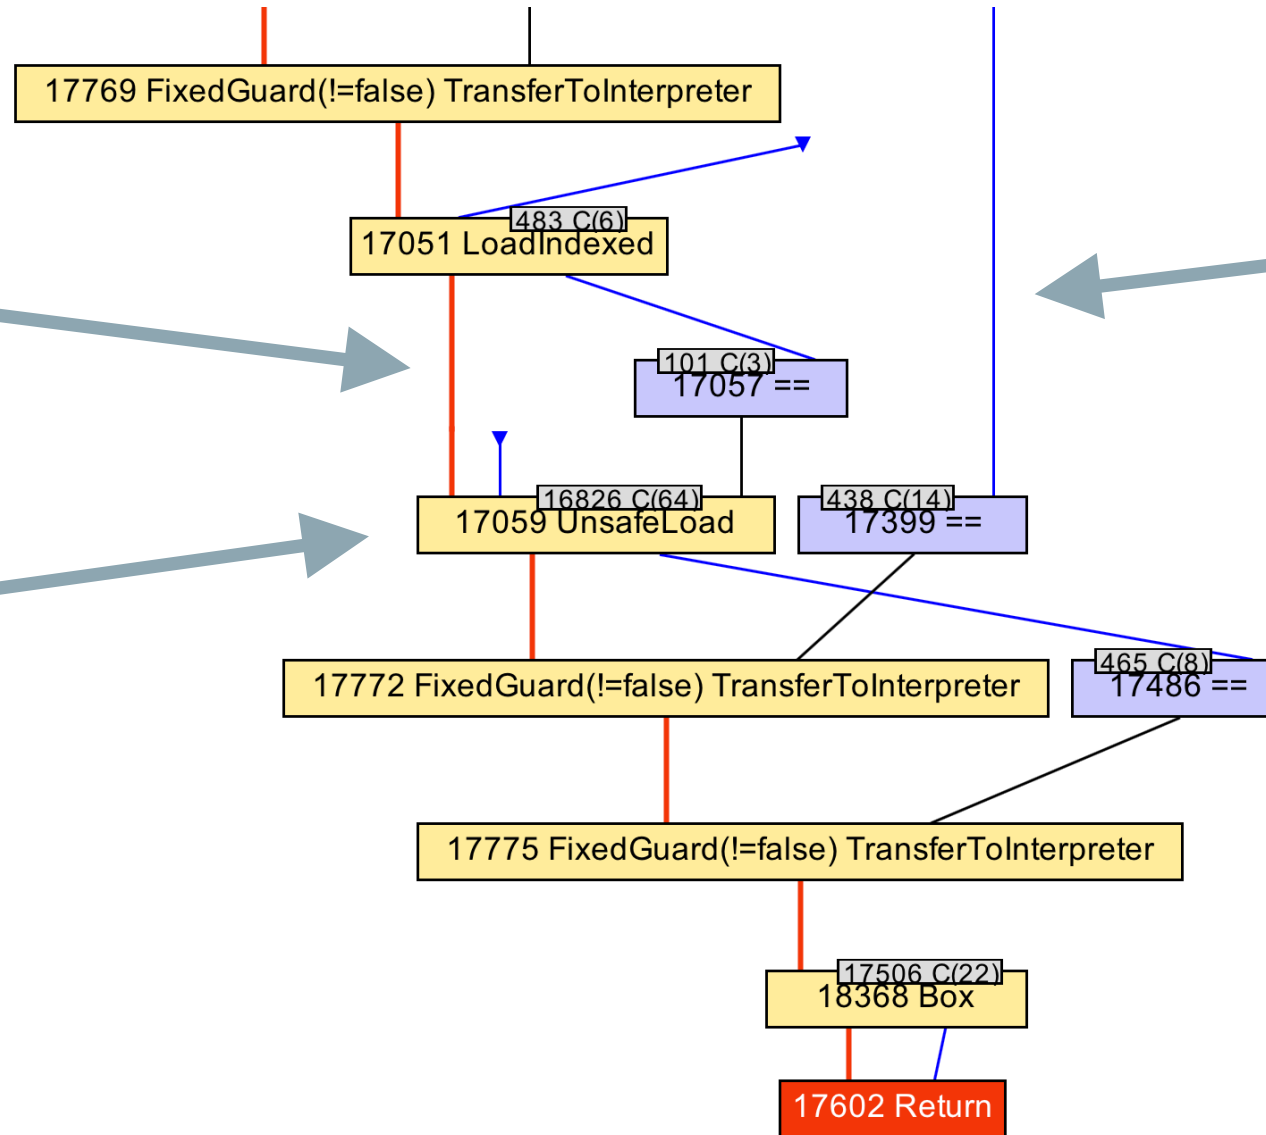 17769 FixedGuard(!=false) TransferToInterpreter
483 C(6)
17051 LoadIndexed
101 C(3)
17057 ==
16826 C(64)
17059 UnsafeLoad
438 C(14)
17399 ==
17772 FixedGuard(!=false) TransferToInterpreter
465 C(8)
17486 ==
17775 FixedGuard(!=false) TransferToInterpreter
17506 C(22)
18368 Box
17602 Return